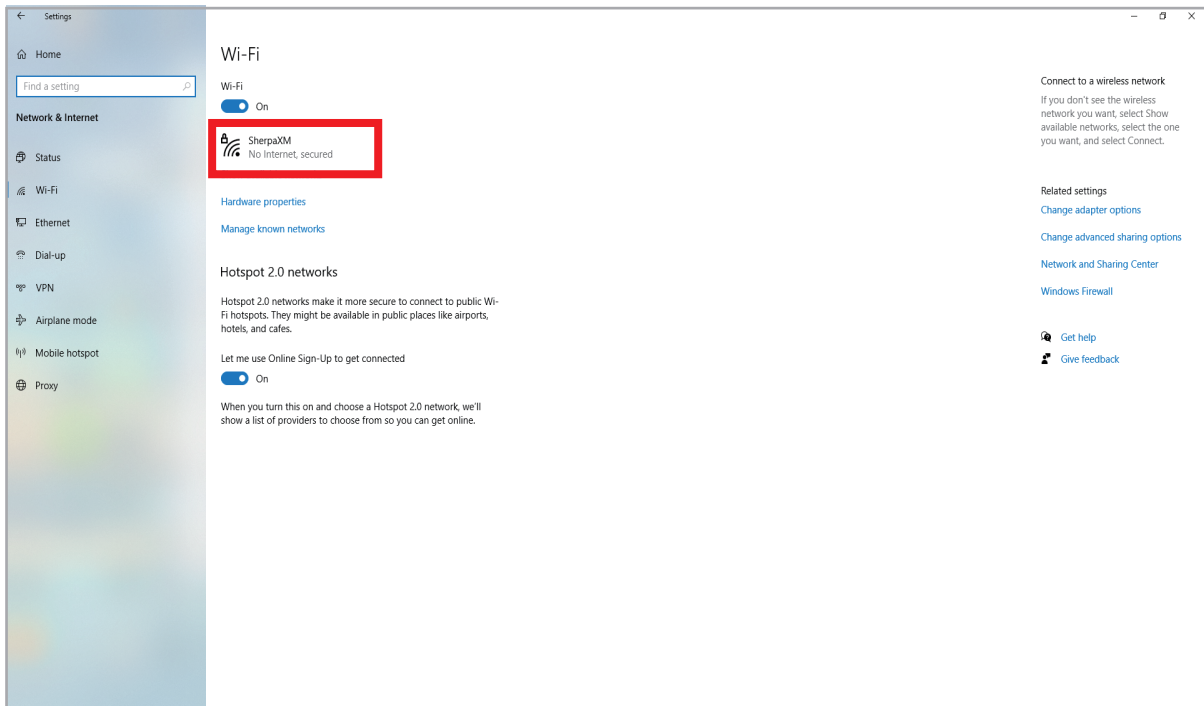 Settings
Home
Find a setting
Network & Internet
Status
Wi-Fi
Ethernet
Dial-up
VPN
Airplane mode
Mobile hotspot
Proxy
Wi-Fi
Wi-Fi
On
SherpaXM
No Internet, secured
Hardware properties
Manage known networks
Hotspot 2.0 networks
Hotspot 2.0 networks make it more secure to connect to public Wi-
Fi hotspots. They might be available in public places like airports,
hotels, and cafes.
Let me use Online Sign-Up to get connected
On
When you turn this on and choose a Hotspot 2.0 network, we'll
show a list of providers to choose from so you can get online.
Connect to a wireless network
If you don't see the wireless
network you want, select Show
available networks, select the one
you want, and select Connect.
Related settings
Change adapter options
Change advanced sharing options
Network and Sharing Center
Windows Firewall
Get help
Give feedback